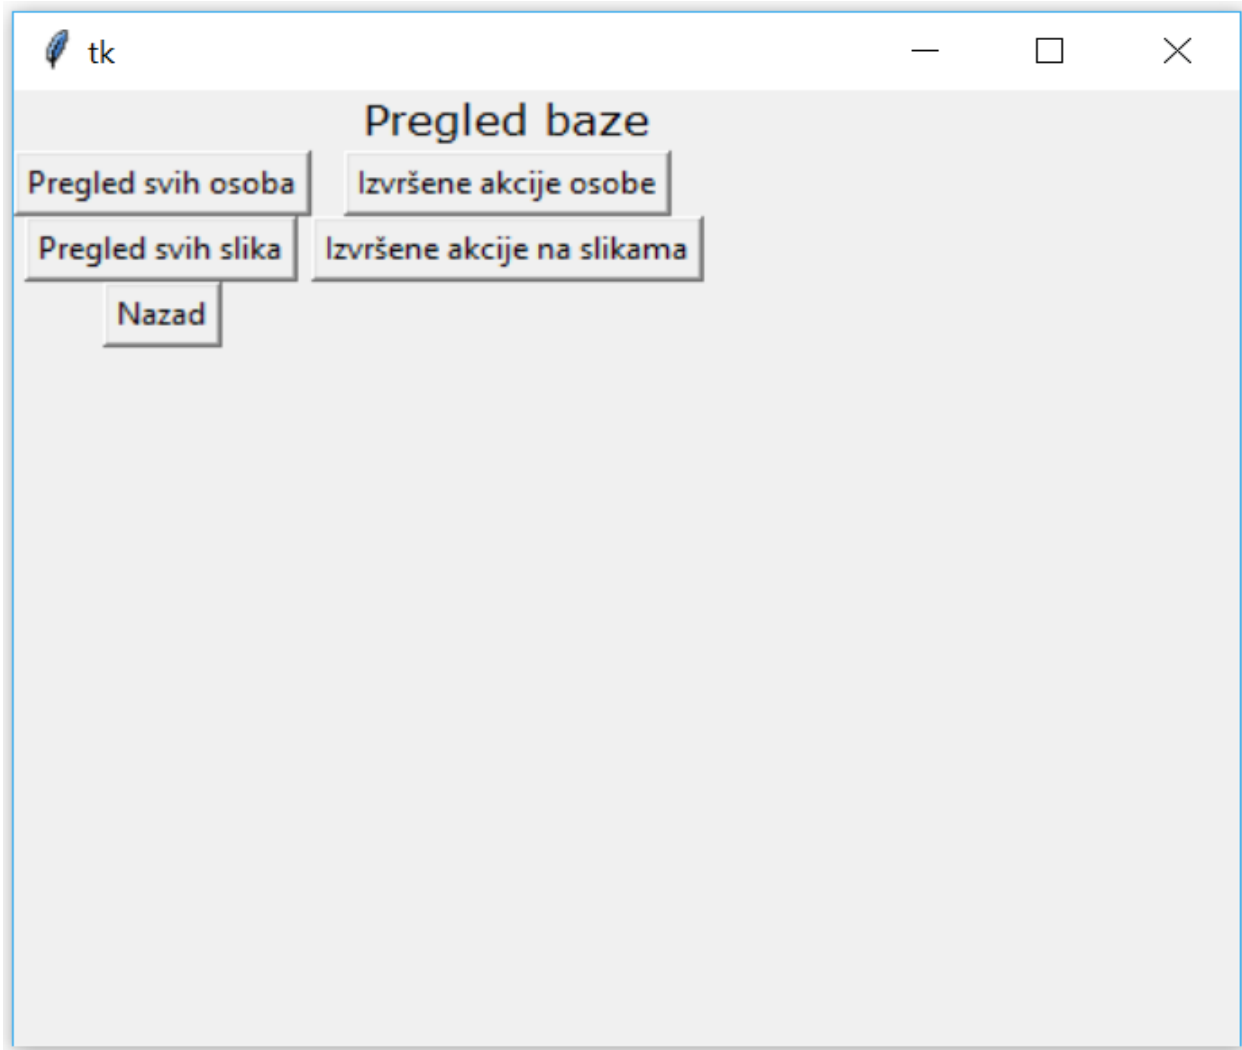 tk
Pregled baze
Pregled svih osoba Izvršene akcije osobe
Pregled svih slika Izvršene akcije na slikama
Nazad